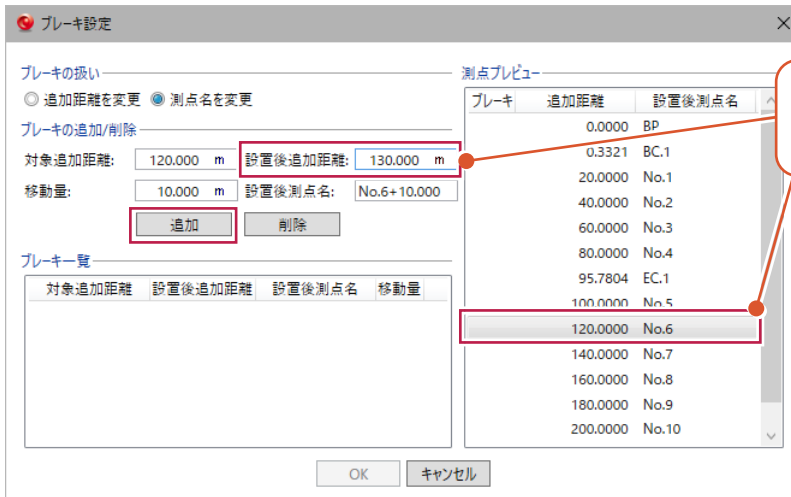 ブレーキ設定
ブレーキの扱い
追加距離を変更 測点名を変更
ブレーキの追加/削除
対象追加距離: 120.000 m 設置後追加距離: 130.000 m
移動量: 10.000 m 設置後測点名: No.6+10.000
追加 削除
ブレーキ一覧
対象追加距離 設置後追加距離 設置後測点名 移動量
測点プレビュー
ブレーキ 追加距離 設置後測点名
0.0000 BP
0.3321 BC.1
20.0000 No.1
40.0000 No.2
60.0000 No.3
80.0000 No.4
95.7804 EC.1
100.0000 No.5
120.0000 No.6
140.0000 No.7
160.0000 No.8
180.0000 No.9
200.0000 No.10
OK キャンセル